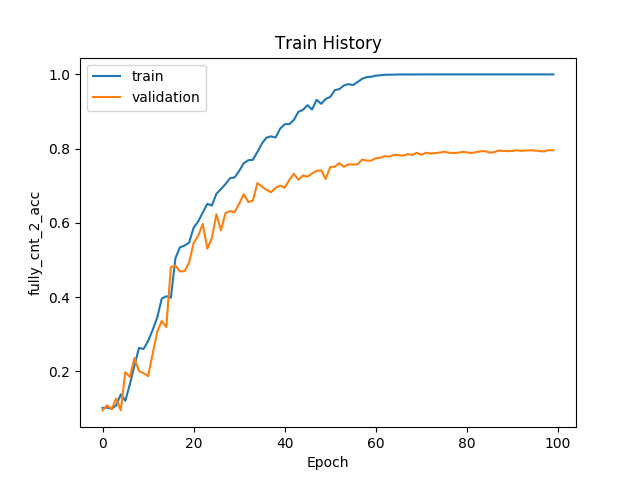 Train History
train
validation
fully_cnt_2_acc
1.0
0.8
0.6
0.4
0.2
0 20 40 60 80 100
Epoch